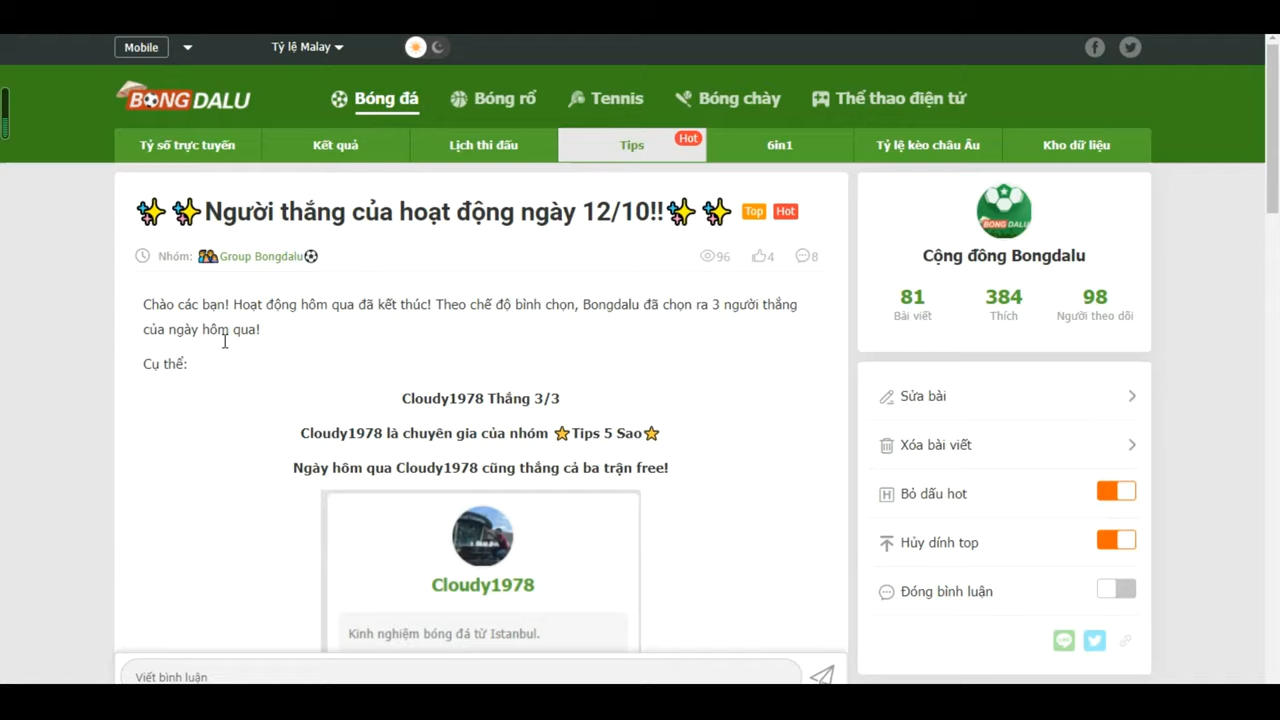 Mobile
Tỷ lệ Malay
BONG DALU
Bóng đá
Bóng rổ
Tennis
Bóng chày
Thể thao điện tử
Tỷ số trực tuyến
Kết quả
Lịch thi đấu
Tips
Hot
6in1
Tỷ lệ kèo châu Âu
Kho dữ liệu
✨ ✨Người thắng của hoạt động ngày 12/10!!✨ ✨ Top Hot
Nhóm: 👨‍👩‍👦Group Bongdalu⚽
96 4 8
Chào các bạn! Hoạt động hôm qua đã kết thúc! Theo chế độ bình chọn, Bongdalu đã chọn ra 3 người thắng
của ngày hôm qua!
Cụ thể:
Cloudy1978 Thắng 3/3
Cloudy1978 là chuyên gia của nhóm ⭐Tips 5 Sao⭐
Ngày hôm qua Cloudy1978 cũng thắng cả ba trận free!
Cloudy1978
Kinh nghiệm bóng đá từ Istanbul.
Viết bình luận
BONG DALU
Cộng đồng Bongdalu
81 384 98
Bài viết Thích Người theo dõi
Sửa bài
Xóa bài viết
H Bỏ dấu hot
Hủy dính top
Đóng bình luận
LINE